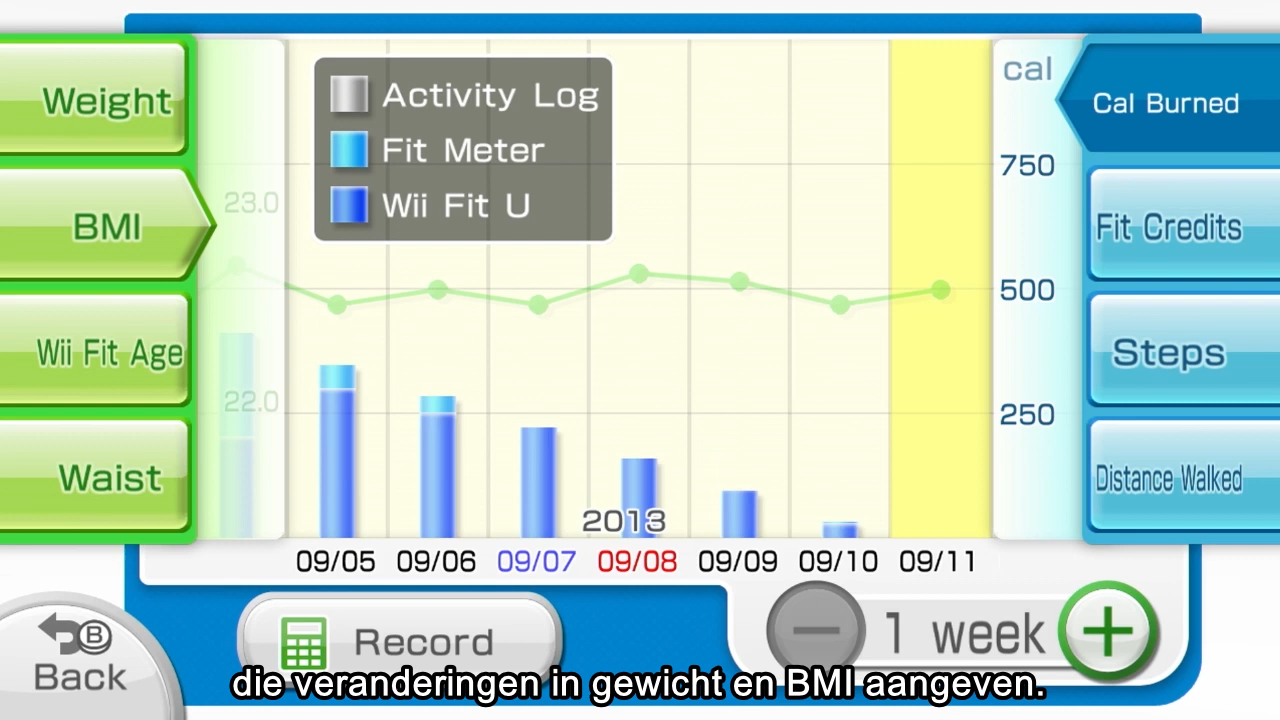 Weight
BMI
Wii Fit Age
Waist
23.0
22.0
Activity Log
Fit Meter
Wii Fit U
cal
750
500
250
Cal Burned
Fit Credits
Steps
Distance Walked
2013
09/05 09/06 09/07 09/08 09/09 09/10 09/11
B
Back
Record
− 1 week +
die veranderingen in gewicht en BMI aangeven.